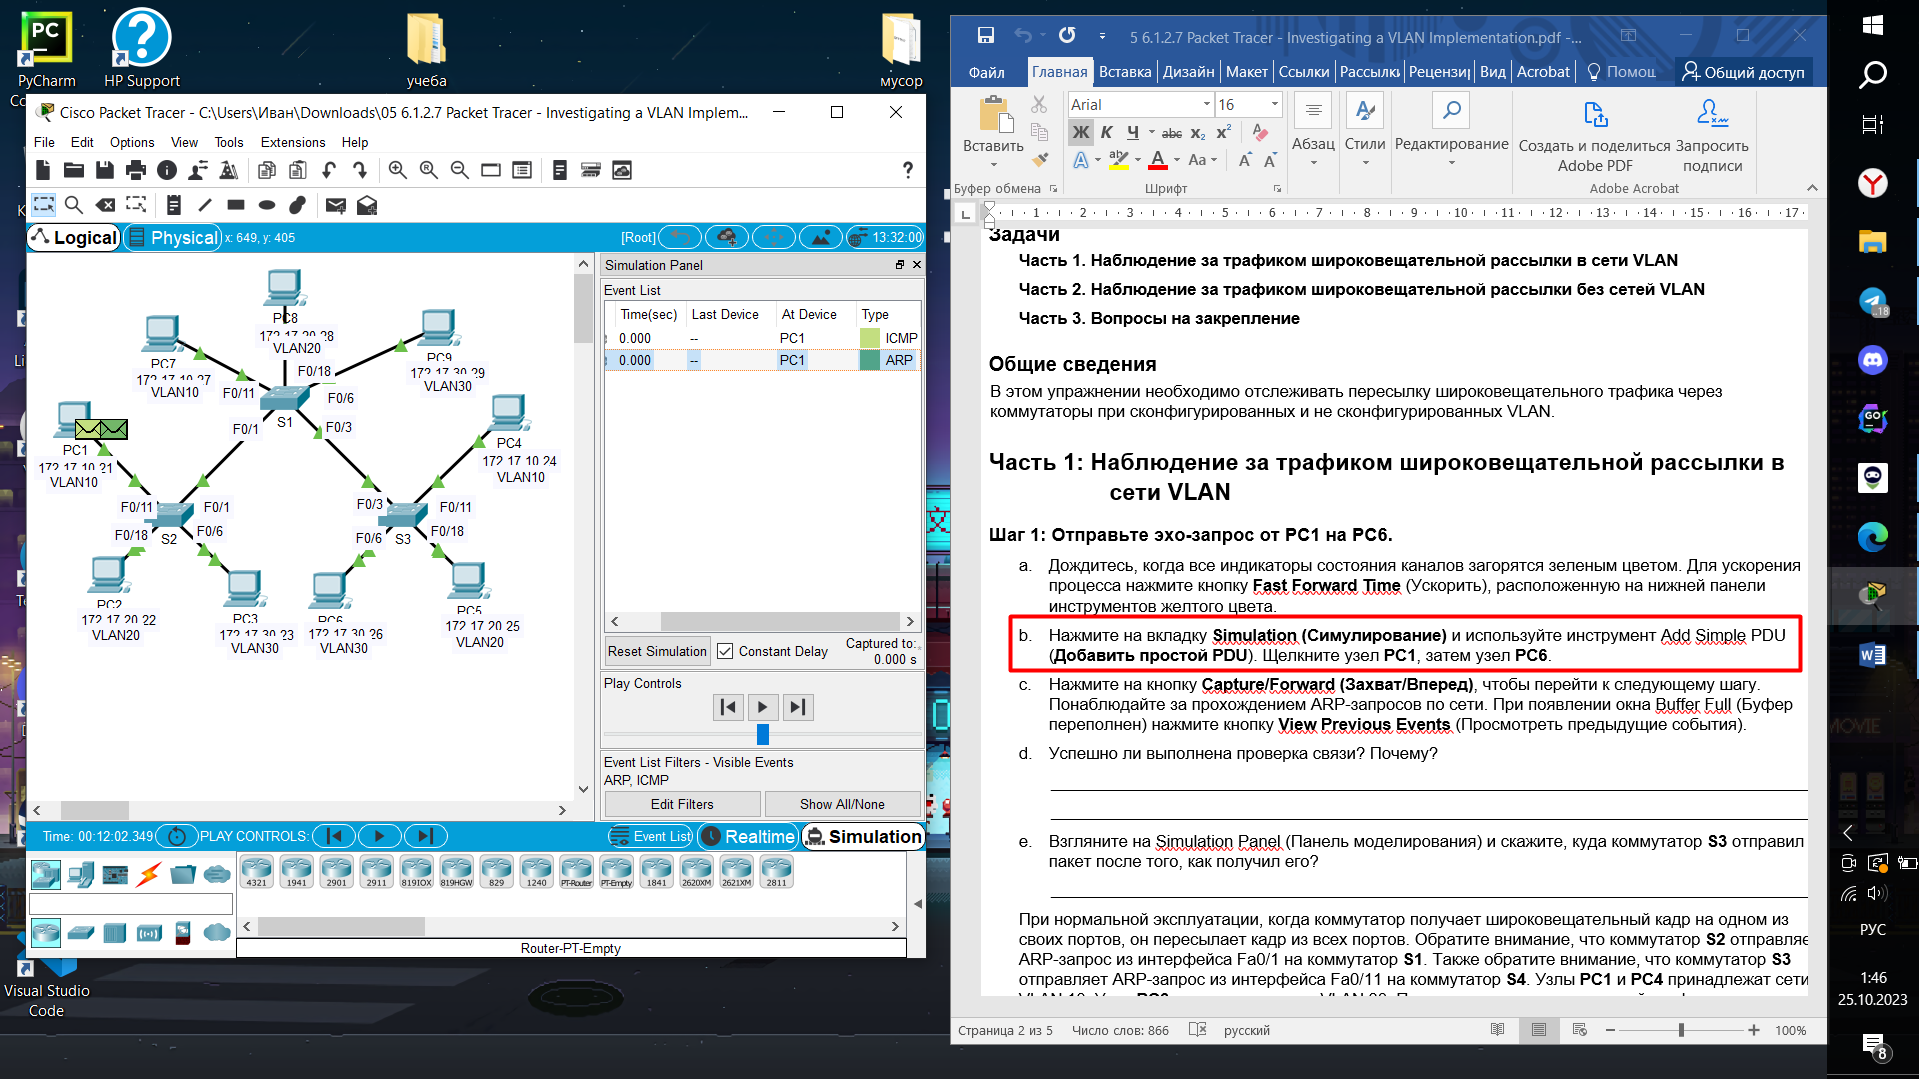 PyCharm
HP Support
учеба
мусор
Cisco Packet Tracer - C:\Users\Иван\Downloads\05 6.1.2.7 Packet Tracer - Investigating a VLAN Implem...
File Edit Options View Tools Extensions Help
Logical
Physical
x: 649, y: 405
[Root]
13:32:00
PC8
172.17.20.28
VLAN20
PC7
172.17.10.27
VLAN10
PC9
172.17.30.29
VLAN30
F0/18
F0/11
F0/6
S1
F0/1
F0/3
PC1
172.17.10.21
VLAN10
PC4
172.17.10.24
VLAN10
F0/11
F0/1
F0/18
F0/6
S2
F0/3
F0/11
F0/6
S3
F0/18
PC2
172.17.20.22
VLAN20
PC3
172.17.30.23
VLAN30
PC6
172.17.30.26
VLAN30
PC5
172.17.20.25
VLAN20
Simulation Panel
Event List
Time(sec) Last Device At Device Type
0.000 -- PC1 ICMP
0.000 -- PC1 ARP
Reset Simulation
Constant Delay
Captured to:
0.000 s
Play Controls
Event List Filters - Visible Events
ARP, ICMP
Edit Filters
Show All/None
Time: 00:12:02.349
PLAY CONTROLS:
Event List
Realtime
Simulation
4321 1941 2901 2911 819IOX 819HGW 829 1240 PT-Router PT-Empty 1841 2620XM 2621XM 2811
Router-PT-Empty
Visual Studio
Code
5 6.1.2.7 Packet Tracer - Investigating a VLAN Implementation.pdf -...
Файл Главная Вставка Дизайн Макет Ссылки Рассылки Рецензи Вид Acrobat Помощ Общий доступ
Вставить
Буфер обмена
Arial 16
Ж К Ч abc x₂ x²
Шрифт
Абзац
Стили
Редактирование
Создать и поделиться
Adobe PDF
Запросить
подписи
Adobe Acrobat
1 2 3 4 5 6 7 8 9 10 11 12 13 14 15 16 17
Задачи
Часть 1. Наблюдение за трафиком широковещательной рассылки в сети VLAN
Часть 2. Наблюдение за трафиком широковещательной рассылки без сетей VLAN
Часть 3. Вопросы на закрепление
Общие сведения
В этом упражнении необходимо отслеживать пересылку широковещательного трафика через
коммутаторы при сконфигурированных и не сконфигурированных VLAN.
Часть 1: Наблюдение за трафиком широковещательной рассылки в
сети VLAN
Шаг 1: Отправьте эхо-запрос от PC1 на PC6.
a. Дождитесь, когда все индикаторы состояния каналов загорятся зеленым цветом. Для ускорения
процесса нажмите кнопку Fast Forward Time (Ускорить), расположенную на нижней панели
инструментов желтого цвета.
b. Нажмите на вкладку Simulation (Симулирование) и используйте инструмент Add Simple PDU
(Добавить простой PDU). Щелкните узел PC1, затем узел PC6.
c. Нажмите на кнопку Capture/Forward (Захват/Вперед), чтобы перейти к следующему шагу.
Понаблюдайте за прохождением ARP-запросов по сети. При появлении окна Buffer Full (Буфер
переполнен) нажмите кнопку View Previous Events (Просмотреть предыдущие события).
d. Успешно ли выполнена проверка связи? Почему?
e. Взгляните на Simulation Panel (Панель моделирования) и скажите, куда коммутатор S3 отправил
пакет после того, как получил его?
При нормальной эксплуатации, когда коммутатор получает широковещательный кадр на одном из
своих портов, он пересылает кадр из всех портов. Обратите внимание, что коммутатор S2 отправляе
ARP-запрос из интерфейса Fa0/1 на коммутатор S1. Также обратите внимание, что коммутатор S3
отправляет ARP-запрос из интерфейса Fa0/11 на коммутатор S4. Узлы PC1 и PC4 принадлежат сети
Страница 2 из 5 Число слов: 866 русский 100%
18
РУС
1:46
25.10.2023
8